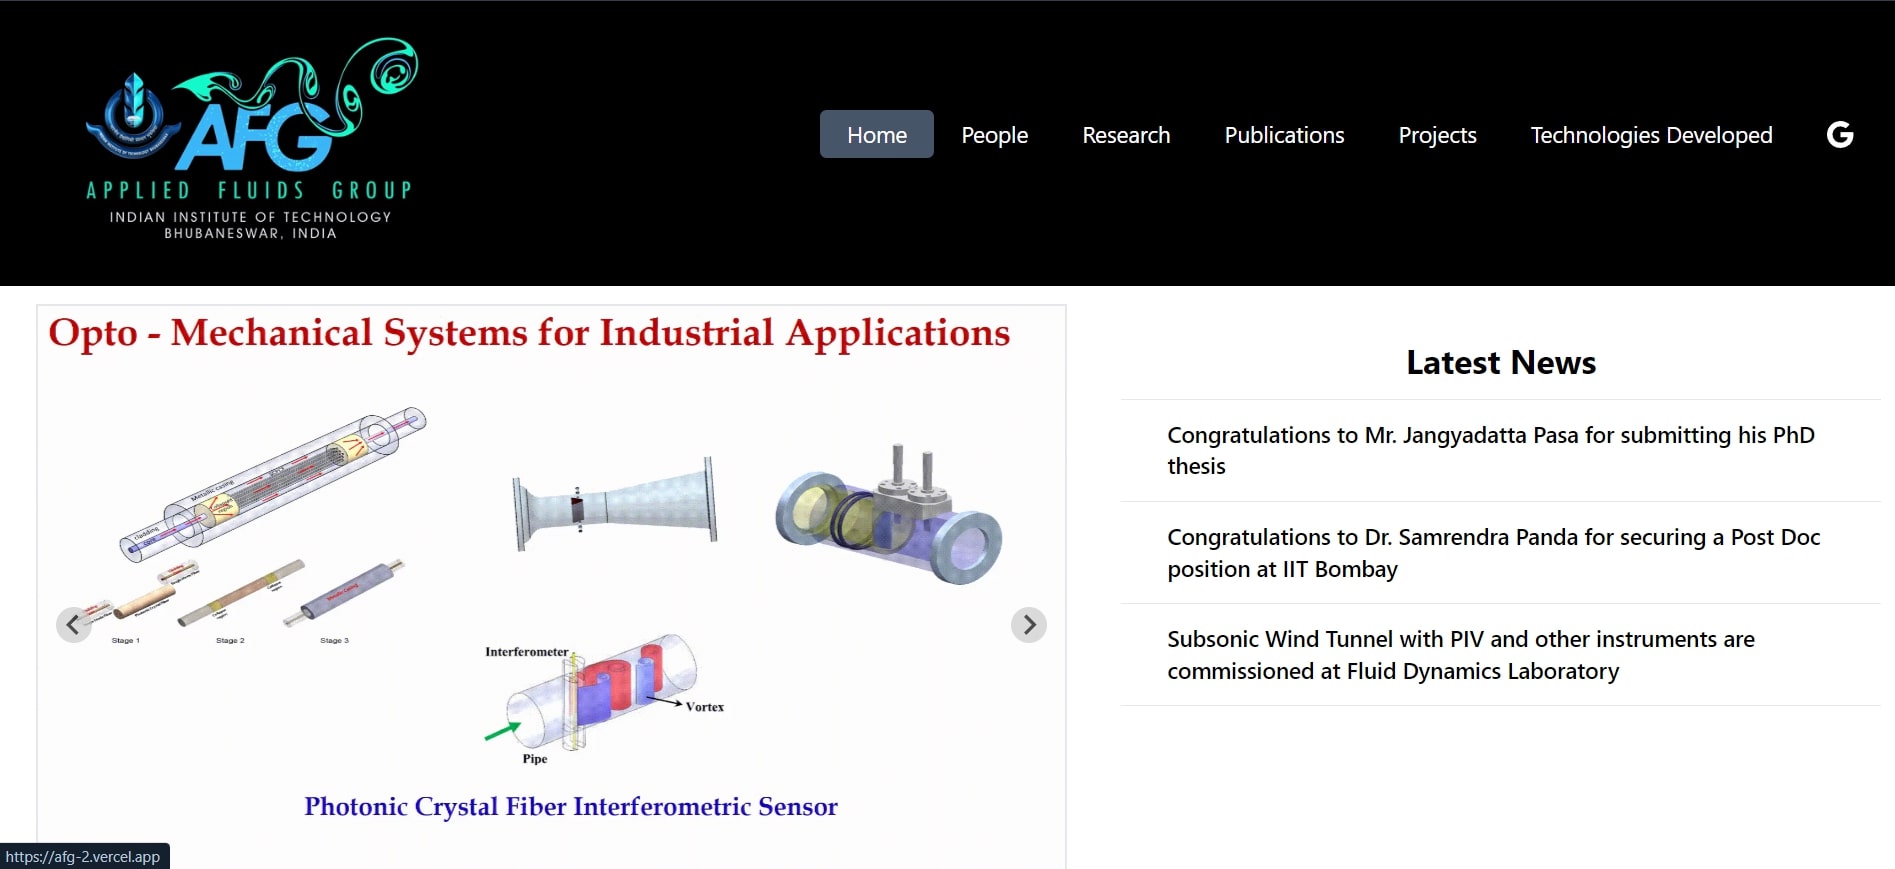 AFG
APPLIED FLUIDS GROUP
INDIAN INSTITUTE OF TECHNOLOGY
BHUBANESWAR, INDIA
Home
People
Research
Publications
Projects
Technologies Developed
G
Opto - Mechanical Systems for Industrial Applications
Metallic casing
cladding
core
Stage 1
Stage 2
Stage 3
Interferometer
Vortex
Pipe
Photonic Crystal Fiber Interferometric Sensor
Latest News
Congratulations to Mr. Jangyadatta Pasa for submitting his PhD
thesis
Congratulations to Dr. Samrendra Panda for securing a Post Doc
position at IIT Bombay
Subsonic Wind Tunnel with PIV and other instruments are
commissioned at Fluid Dynamics Laboratory
https://afg-2.vercel.app